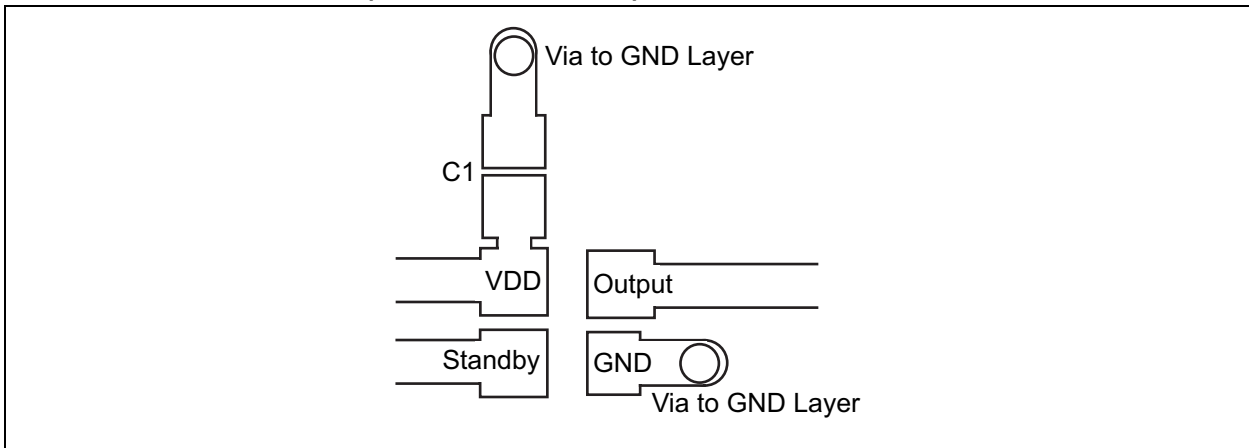 Via to GND Layer
C1
VDD
Output
Standby
GND
Via to GND Layer